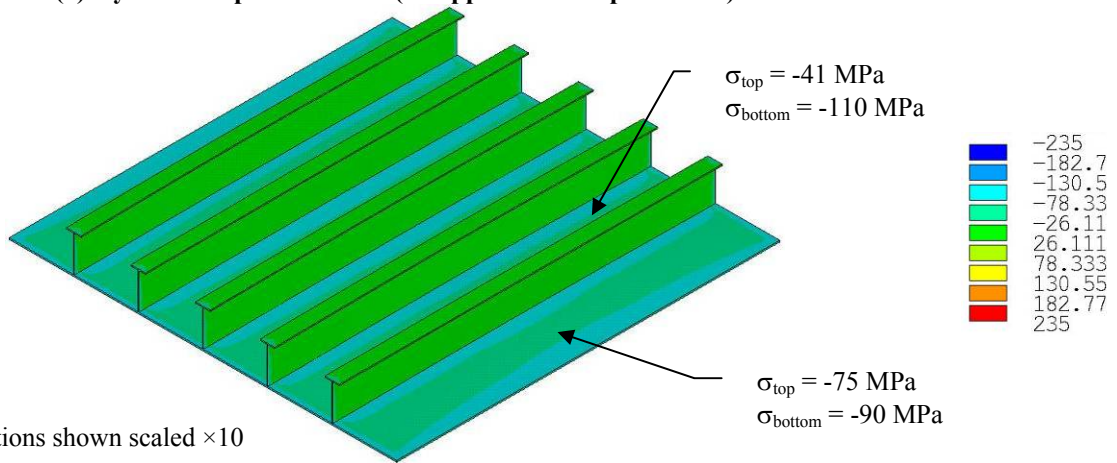 σtop = -41 MPa
σbottom = -110 MPa
-235
-182.7
-130.5
-78.33
-26.11
26.111
78.333
130.55
182.77
235
σtop = -75 MPa
σbottom = -90 MPa
tions shown scaled ×10